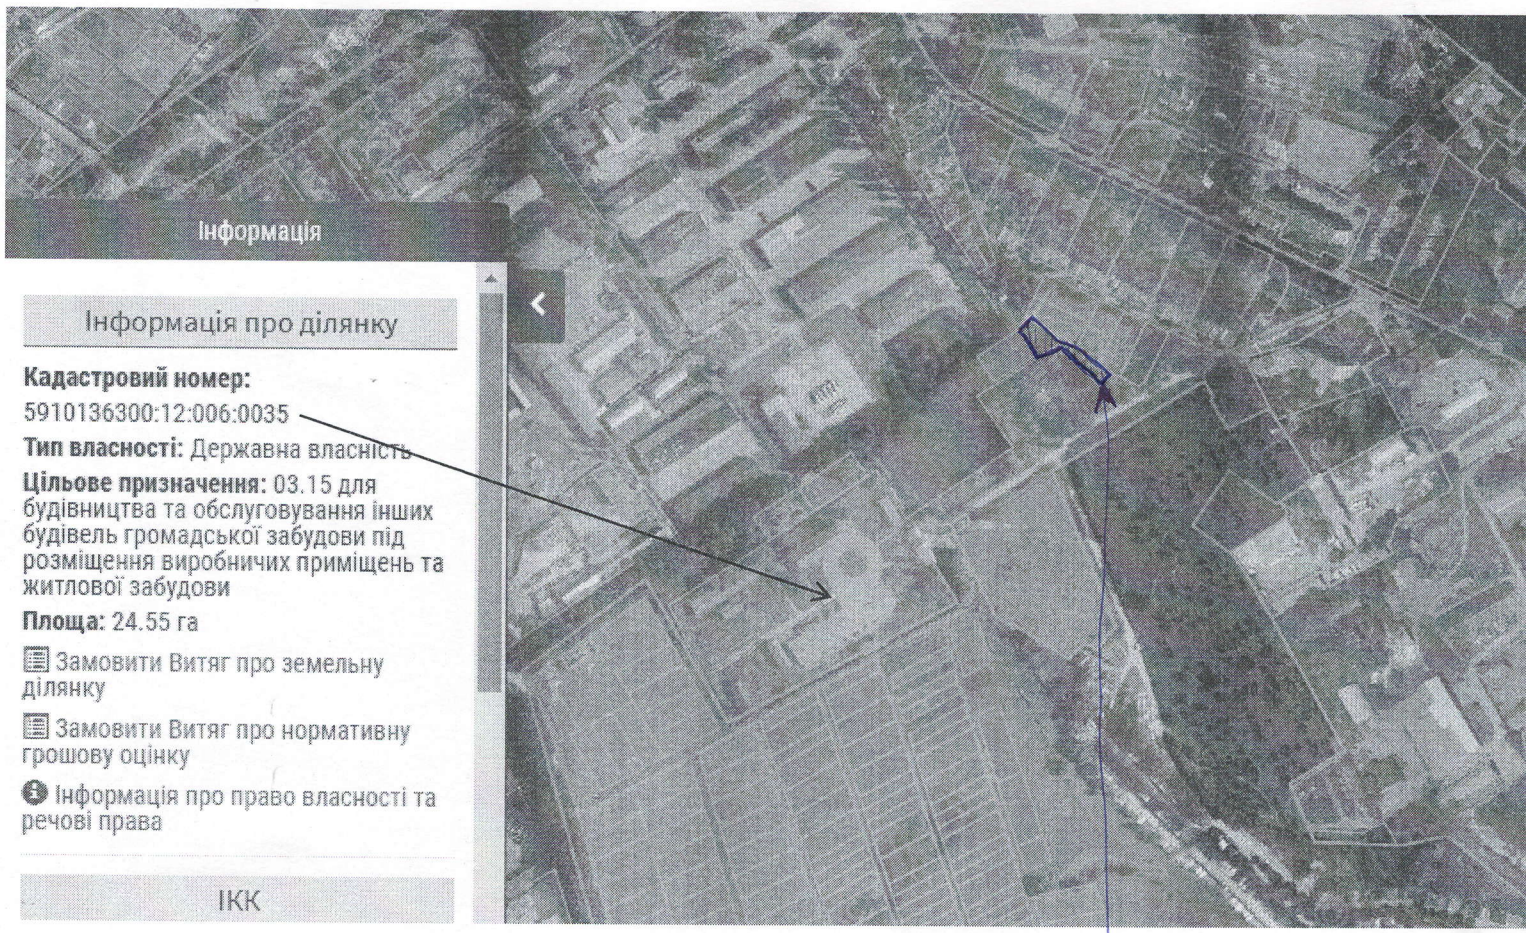 Інформація
Інформація про ділянку
Кадастровий номер:
5910136300:12:006:0035
Тип власності: Державна власність
Цільове призначення: 03.15 для
будівництва та обслуговування інших
будівель громадської забудови під
розміщення виробничих приміщень та
житлової забудови
Площа: 24.55 га
Замовити Витяг про земельну
ділянку
Замовити Витяг про нормативну
грошову оцінку
Інформація про право власності та
речові права
ІКК